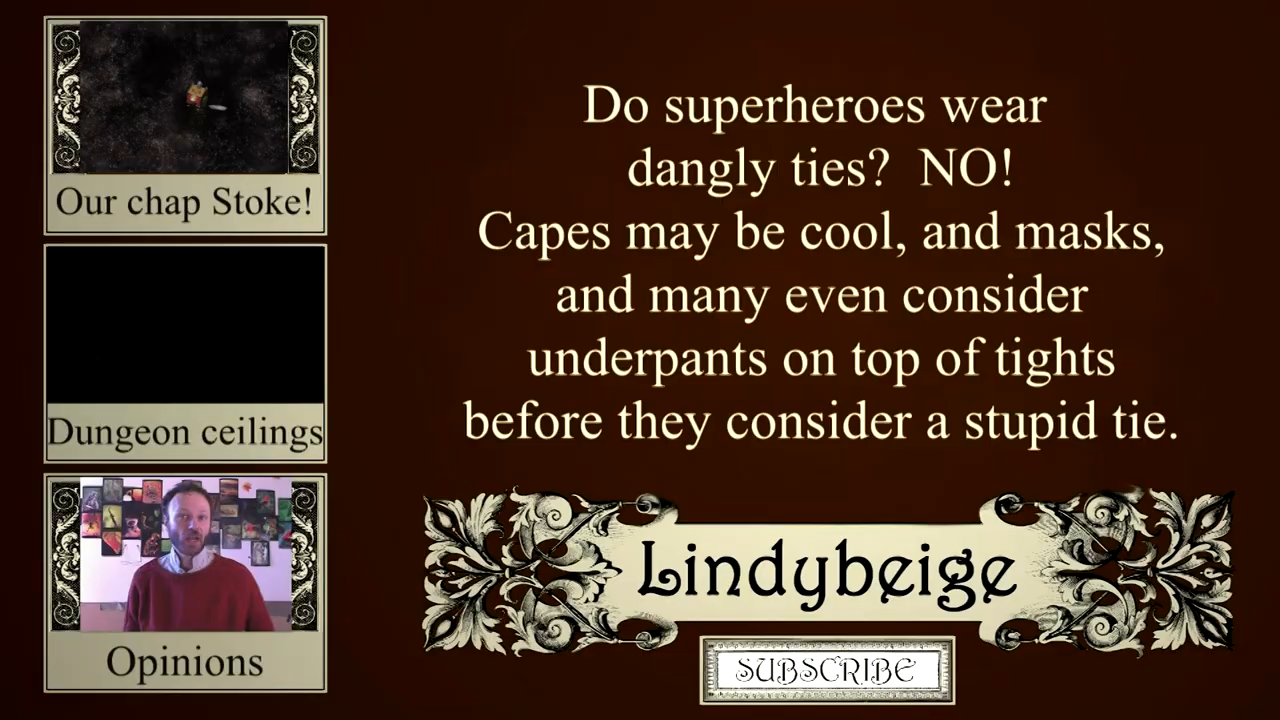 Our chap Stoke!
Dungeon ceilings
Opinions
Do superheroes wear
dangly ties?  NO!
Capes may be cool, and masks,
and many even consider
underpants on top of tights
before they consider a stupid tie.
Lindybeige
SUBSCRIBE